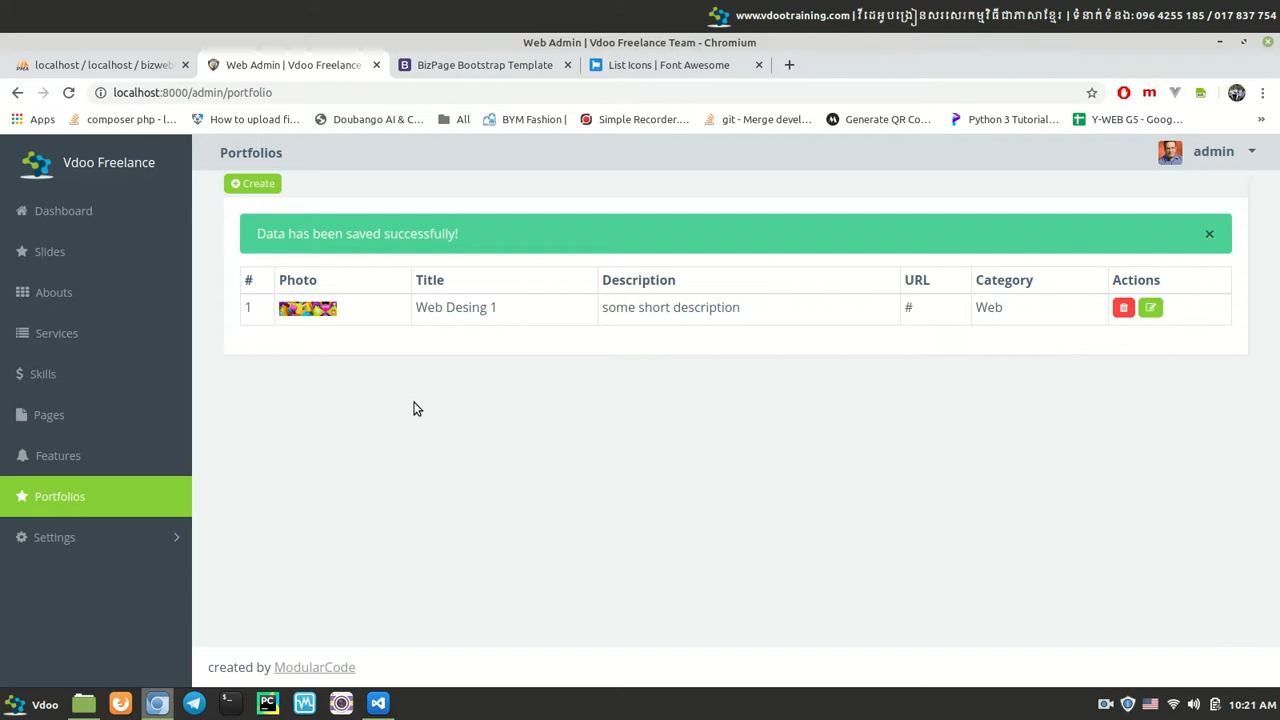 www.vdootraining.com | វីដេអូបង្រៀនសរសេរកម្មវិធីជាភាសាខ្មែរ | ទំនាក់ទំនង: 096 4255 185 / 017 837 754
Web Admin | Vdoo Freelance Team - Chromium
localhost / localhost / bizweb
Web Admin | Vdoo Freelance
BizPage Bootstrap Template
List Icons | Font Awesome
localhost:8000/admin/portfolio
Apps
composer php - l...
How to upload fi...
Doubango AI & C...
All
BYM Fashion |
Simple Recorder....
git - Merge devel...
Generate QR Co...
Python 3 Tutorial...
Y-WEB G5 - Goog...
Vdoo Freelance
Portfolios
admin
Create
Dashboard
Slides
Abouts
Services
Skills
Pages
Features
Portfolios
Settings
Data has been saved successfully!
# Photo Title Description URL Category Actions
1 Web Desing 1 some short description # Web
created by ModularCode
Vdoo
10:21 AM